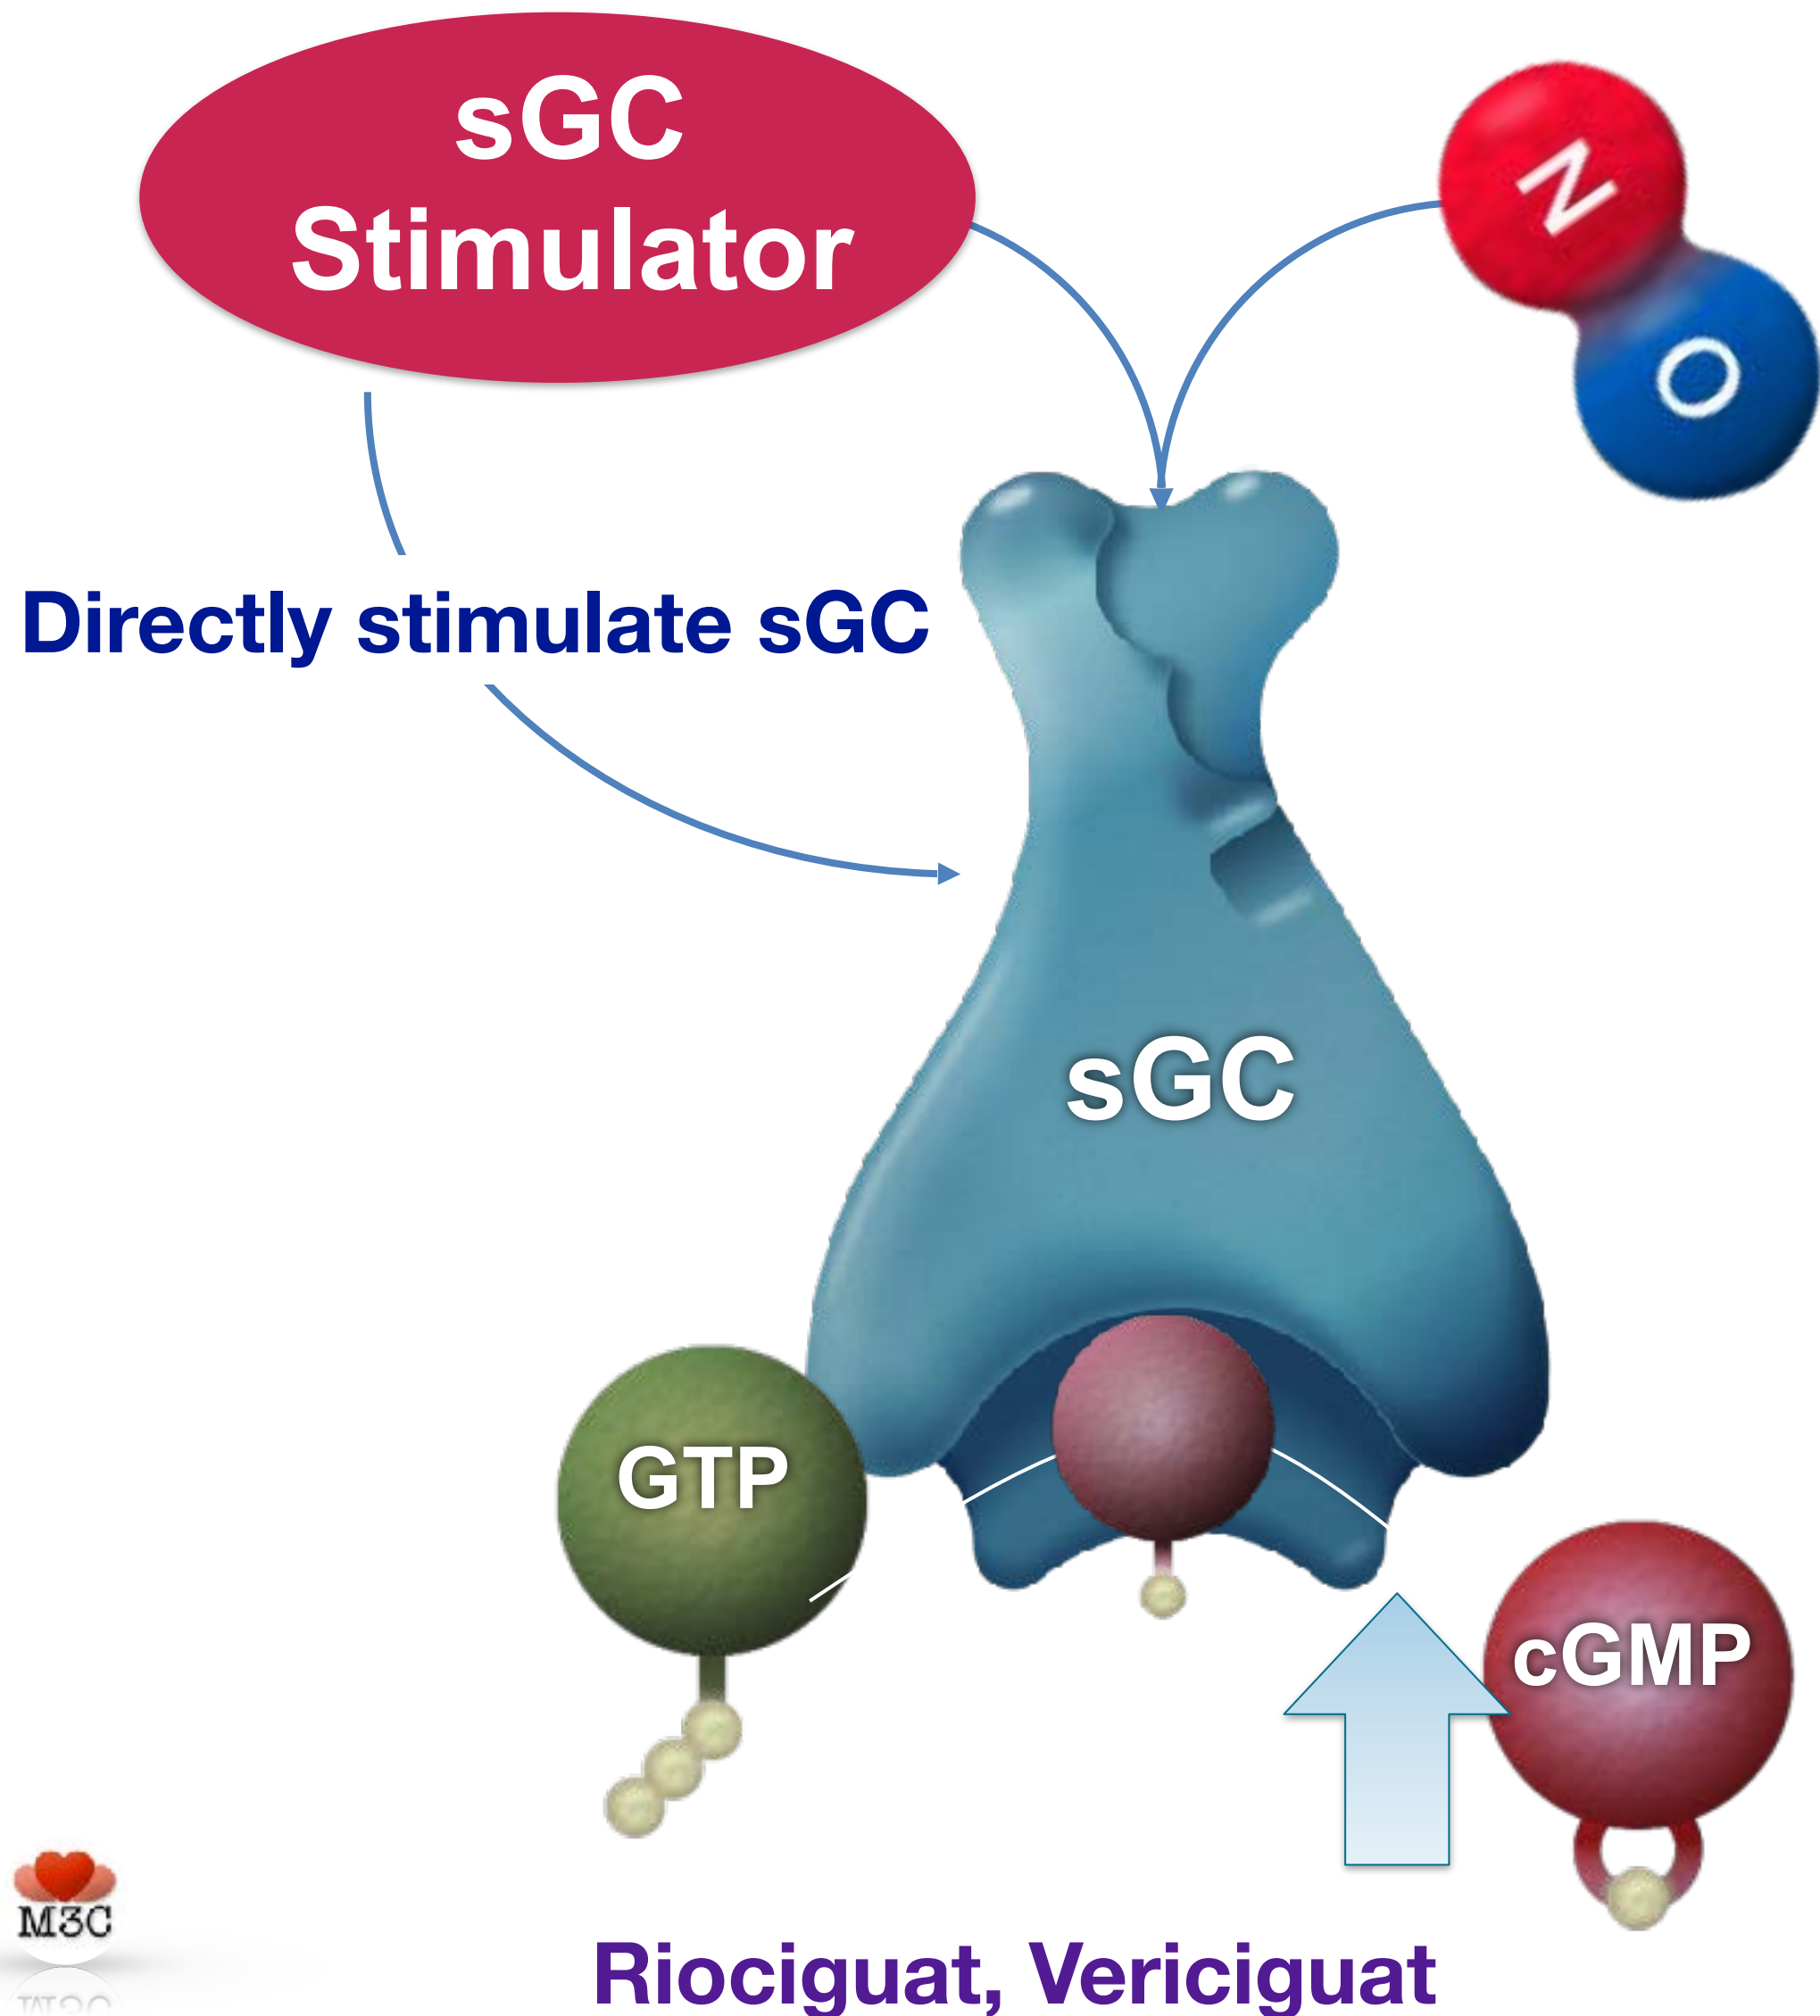 sGC
Stimulator
N
O
Directly stimulate sGC
sGC
GTP
cGMP
M3C
Riociguat, Vericiguat